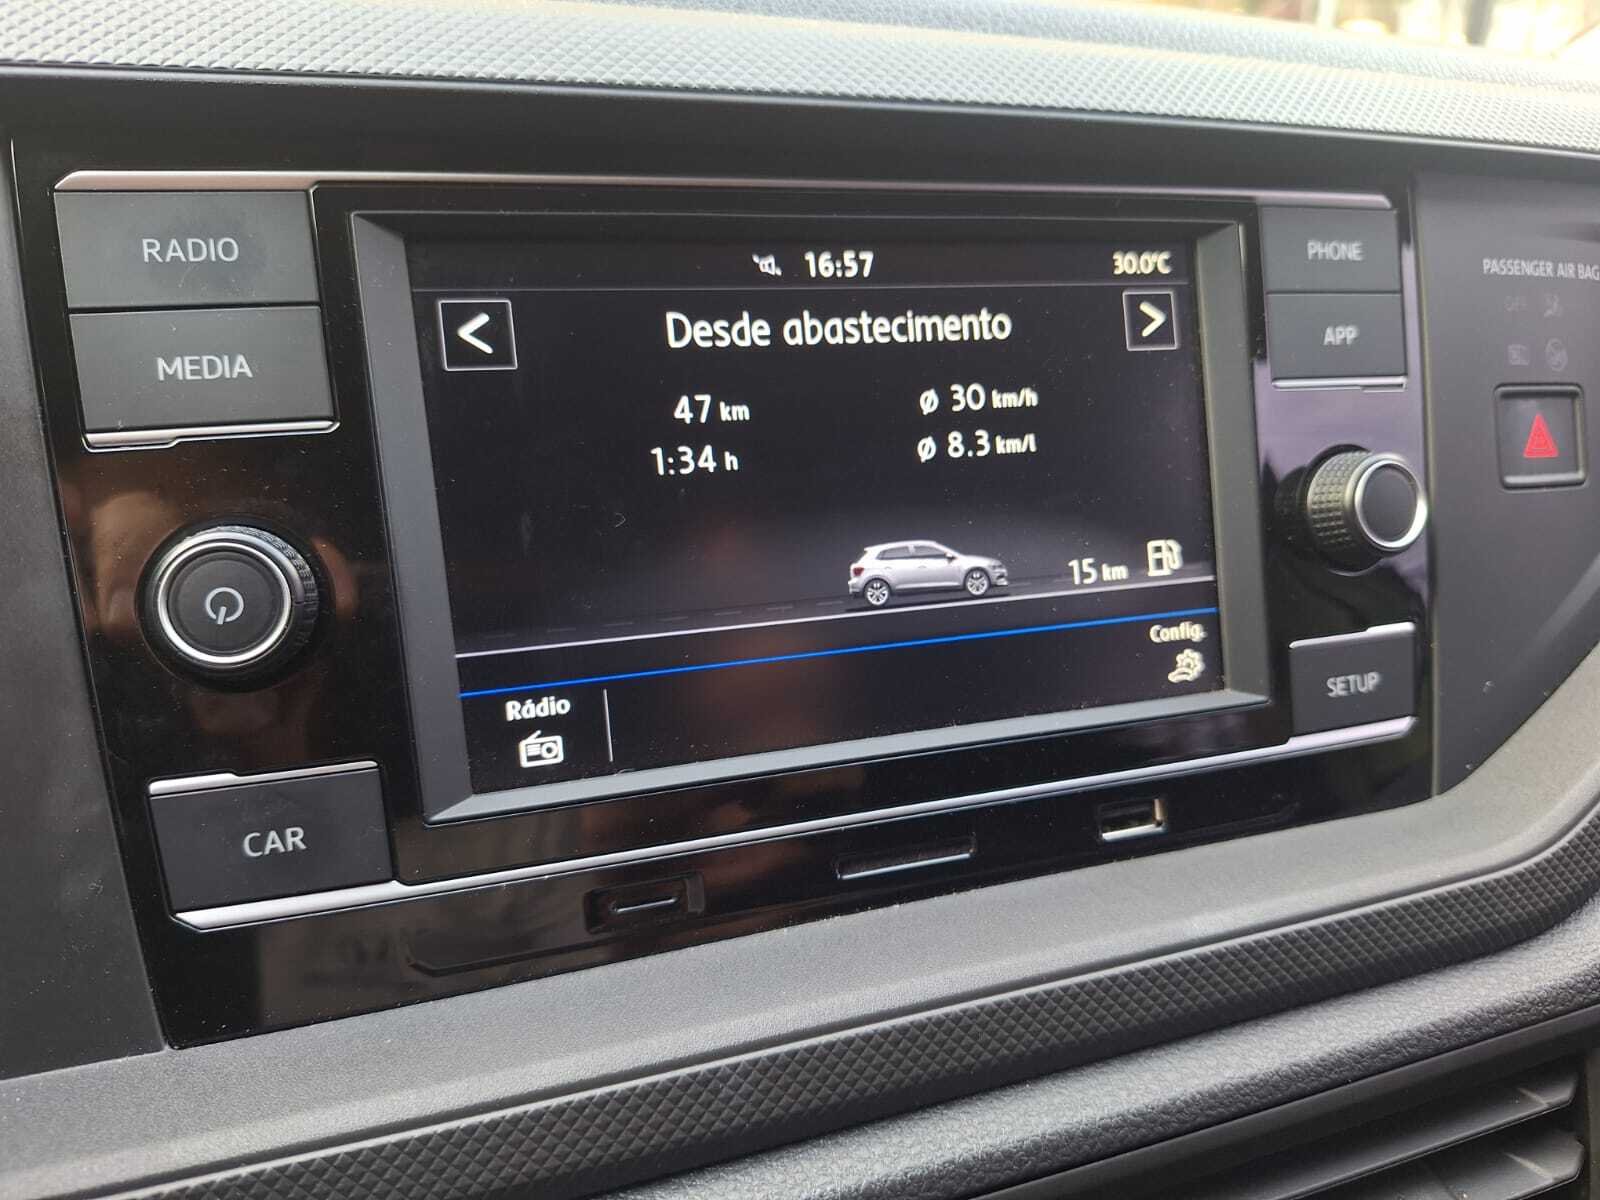 RADIO
MEDIA
CAR
16:57
30.0°C
<
Desde abastecimento
>
47 km
ø 30 km/h
1:34 h
ø 8.3 km/l
15 km
Config.
Rádio
PHONE
APP
SETUP
PASSENGER AIR BAG
OFF